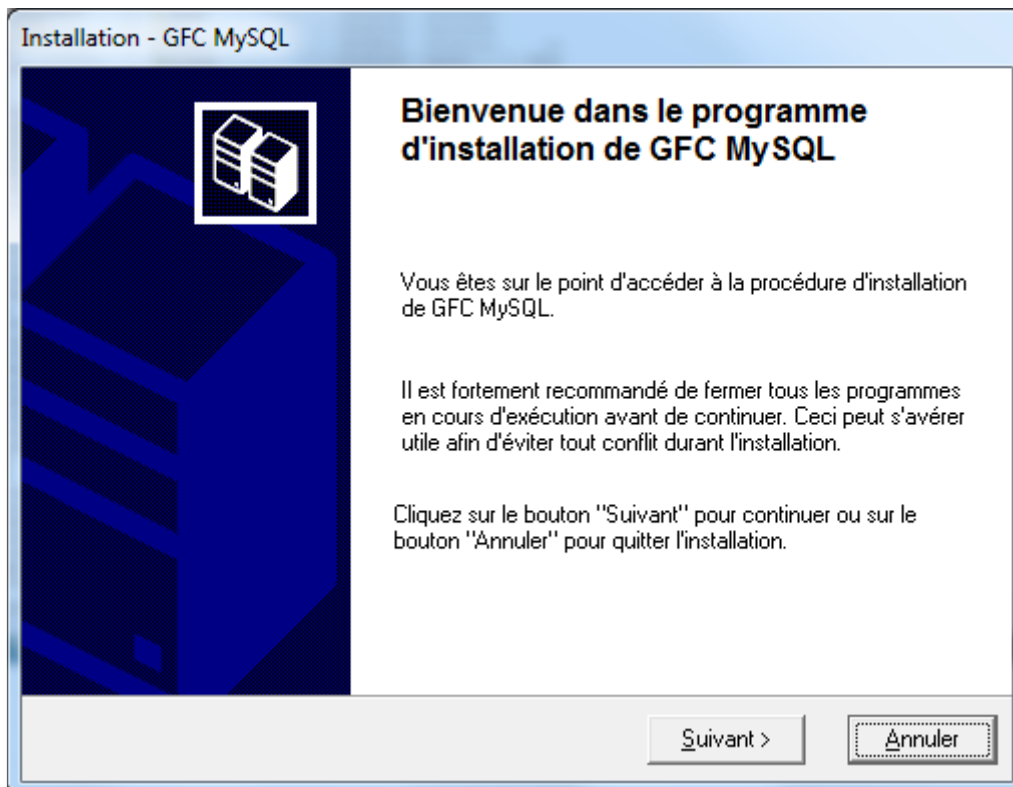 Installation - GFC MySQL
Bienvenue dans le programme
d'installation de GFC MySQL
Vous êtes sur le point d'accéder à la procédure d'installation
de GFC MySQL.
Il est fortement recommandé de fermer tous les programmes
en cours d'exécution avant de continuer. Ceci peut s'avérer
utile afin d'éviter tout conflit durant l'installation.
Cliquez sur le bouton "Suivant" pour continuer ou sur le
bouton "Annuler" pour quitter l'installation.
Suivant >
Annuler